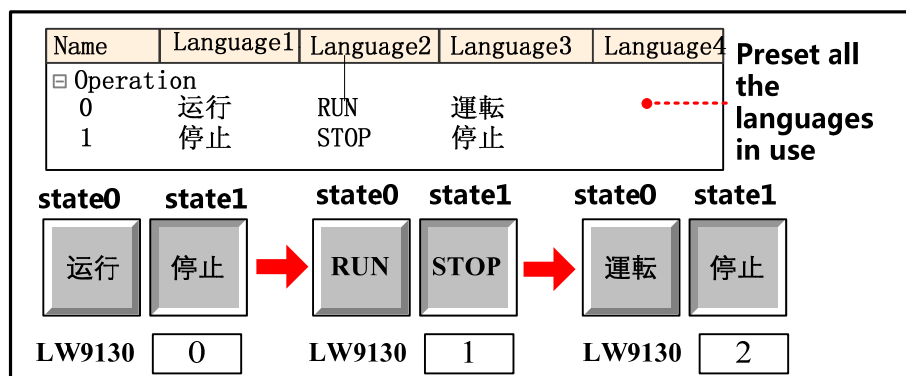 Name Language1 Language2 Language3 Language4
Operation
0 运行 RUN 運転
1 停止 STOP 停止
Preset all
the
languages
in use
state0 state1 state0 state1 state0 state1
运行 停止 RUN STOP 運転 停止
LW9130 0 LW9130 1 LW9130 2